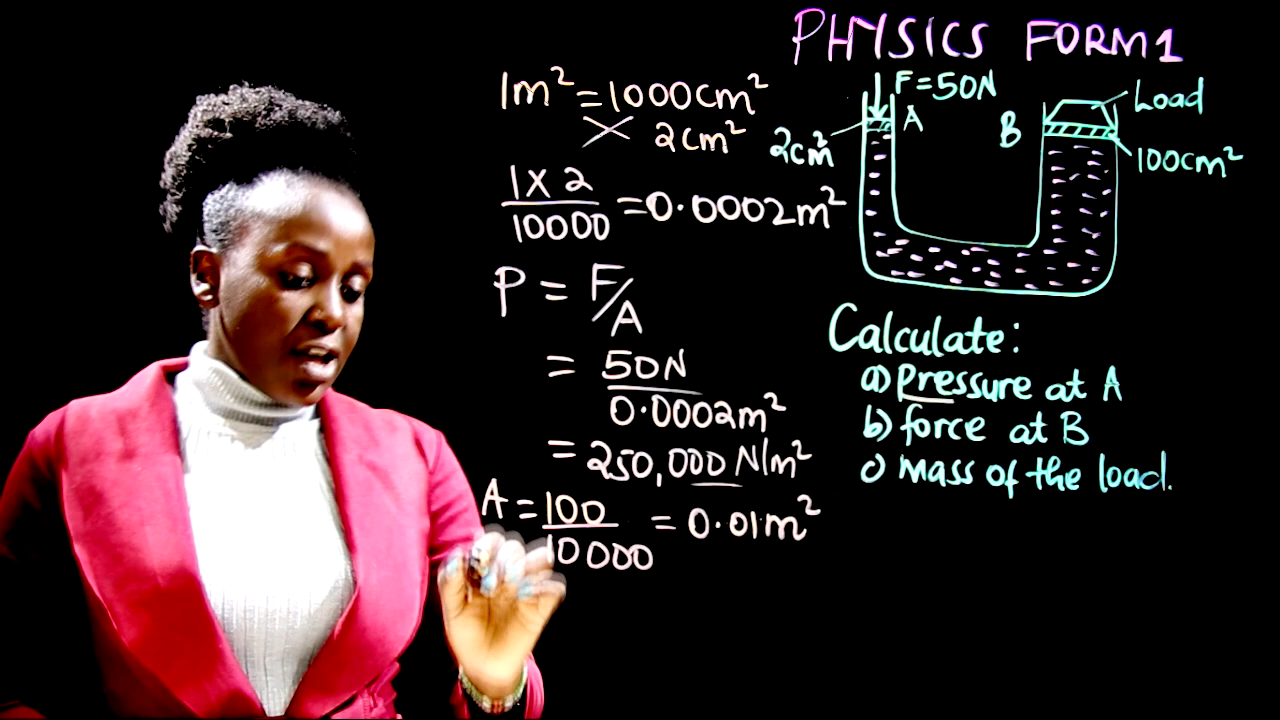 PHYSICS FORM 1
1m² = 1000cm²
2cm²
1 X 2
10000
= 0.0002m²
P = F/A
= 50N
0.0002m²
= 250,000 N/m²
A = 100
10000
= 0.01m²
F = 50N
A
B
Load
2cm²
100cm²
Calculate:
a) pressure at A
b) force at B
c) mass of the load.